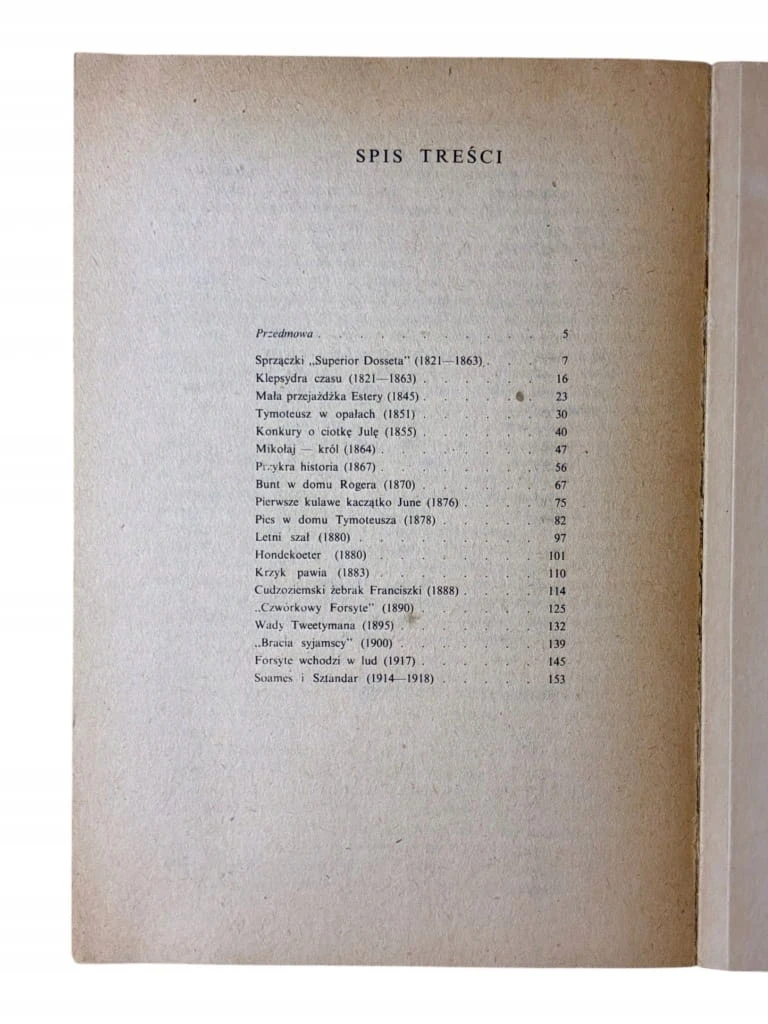 SPIS TREŚCI
Przedmowa . . . . . . . . . . . 5
Sprzączki „Superior Dosseta" (1821—1863) . . . 7
Klepsydra czasu (1821—1863) . . . . . . 16
Mała przejażdżka Estery (1845) . . . . . . 23
Tymoteusz w opałach (1851) . . . . . . 30
Konkury o ciotkę Julę (1855) . . . . . . 40
Mikołaj — król (1864) . . . . . . . . 47
Przykra historia (1867) . . . . . . . . 56
Bunt w domu Rogera (1870) . . . . . . 67
Pierwsze kulawe kaczątko June (1876) . . . . 75
Pies w domu Tymoteusza (1878) . . . . . 82
Letni szał (1880) . . . . . . . . . 97
Hondekoeter (1880) . . . . . . . . 101
Krzyk pawia (1883) . . . . . . . . 110
Cudzoziemski żebrak Franciszki (1888) . . . . 114
„Czwórkowy Forsyte" (1890) . . . . . . 125
Wady Tweetymana (1895) . . . . . . . 132
„Bracia syjamscy" (1900) . . . . . . . 139
Forsyte wchodzi w lud (1917) . . . . . . 145
Soames i Sztandar (1914—1918) . . . . . 153